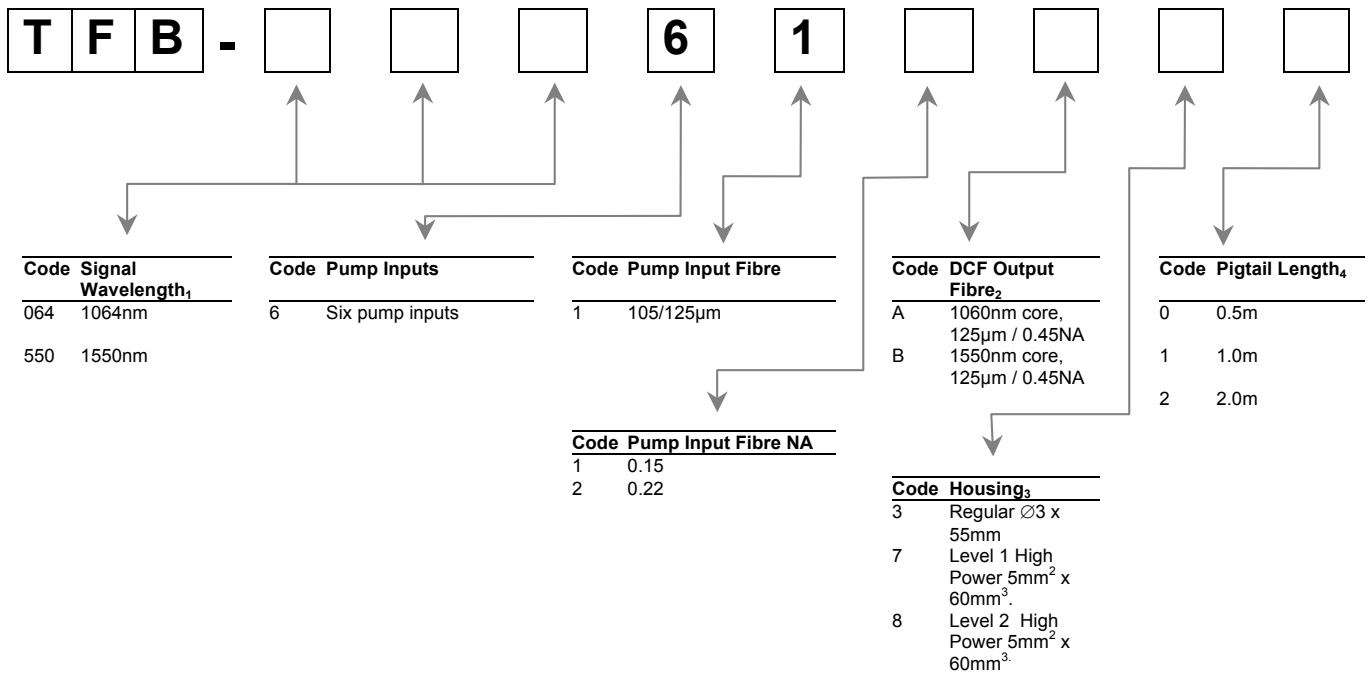 T F B - 6 1
Code Signal Wavelength₁
064 1064nm
550 1550nm
Code Pump Inputs
6 Six pump inputs
Code Pump Input Fibre
1 105/125µm
Code Pump Input Fibre NA
1 0.15
2 0.22
Code DCF Output Fibre₂
A 1060nm core,
125µm / 0.45NA
B 1550nm core,
125µm / 0.45NA
Code Housing₃
3 Regular ∅3 x
55mm
7 Level 1 High
Power 5mm² x
60mm³.
8 Level 2 High
Power 5mm² x
60mm³.
Code Pigtail Length₄
0 0.5m
1 1.0m
2 2.0m